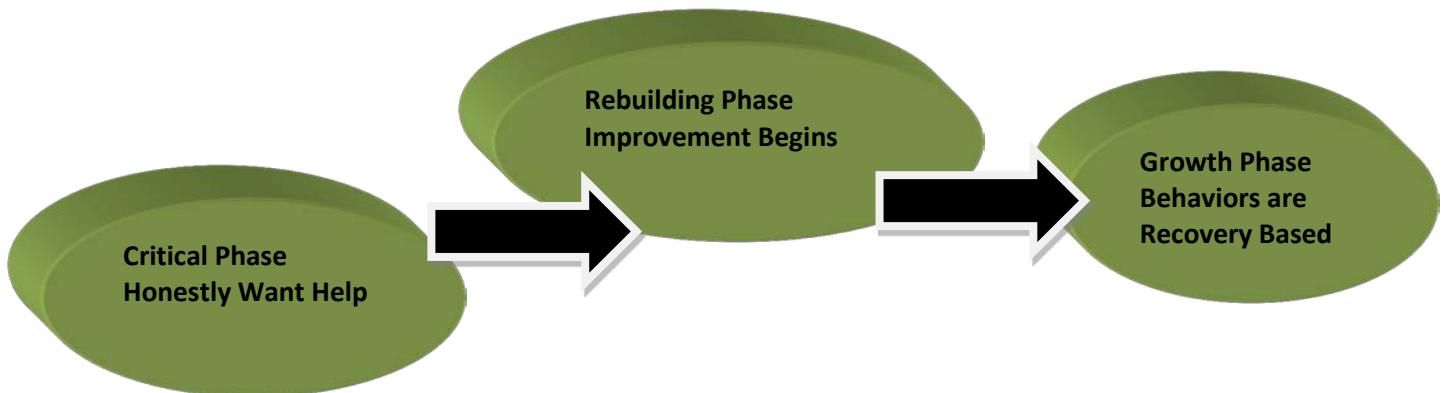 Critical Phase
Honestly Want Help
Rebuilding Phase
Improvement Begins
Growth Phase
Behaviors are
Recovery Based